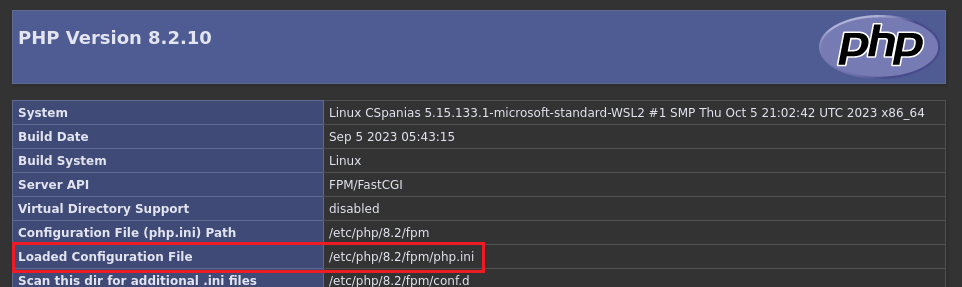 PHP Version 8.2.10
php
System Linux CSpanias 5.15.133.1-microsoft-standard-WSL2 #1 SMP Thu Oct 5 21:02:42 UTC 2023 x86_64
Build Date Sep 5 2023 05:43:15
Build System Linux
Server API FPM/FastCGI
Virtual Directory Support disabled
Configuration File (php.ini) Path /etc/php/8.2/fpm
Loaded Configuration File /etc/php/8.2/fpm/php.ini
Scan this dir for additional .ini files /etc/php/8.2/fpm/conf.d